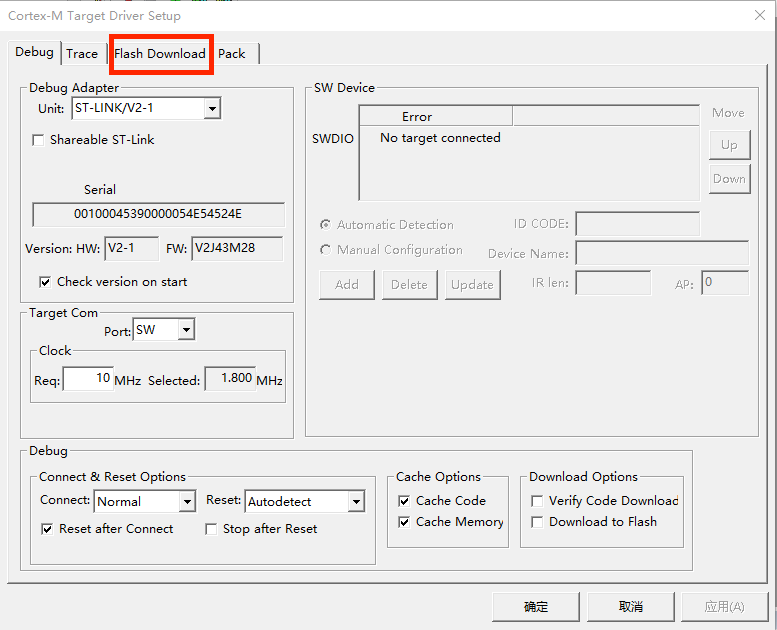 Cortex-M Target Driver Setup
Debug Trace Flash Download Pack
Debug Adapter
Unit: ST-LINK/V2-1
Shareable ST-Link
Serial
00100045390000054E54524E
Version: HW: V2-1 FW: V2J43M28
Check version on start
Target Com
Port: SW
Clock
Req: 10 MHz Selected: 1.800 MHz
SW Device
Error
SWDIO No target connected
Move
Up
Down
Automatic Detection ID CODE:
Manual Configuration Device Name:
Add Delete Update IR len: AP: 0
Debug
Connect & Reset Options
Connect: Normal Reset: Autodetect
Reset after Connect Stop after Reset
Cache Options
Cache Code
Cache Memory
Download Options
Verify Code Download
Download to Flash
确定 取消 应用(A)